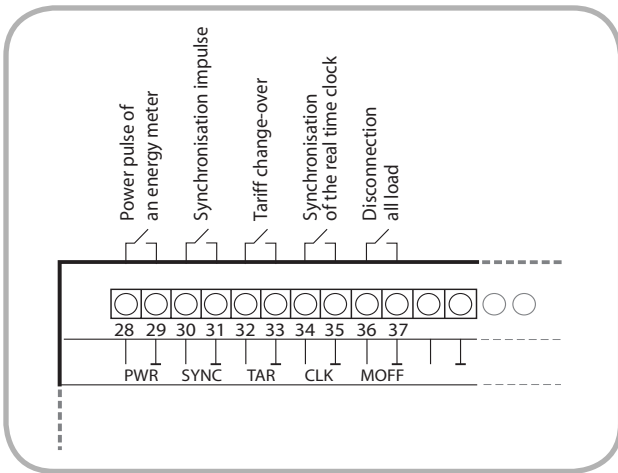 Power pulse of
an energy meter
Synchronisation impulse
Tariff change-over
Synchronisation
of the real time clock
Disconnection
all load
28 29 30 31 32 33 34 35 36 37
PWR SYNC TAR CLK MOFF